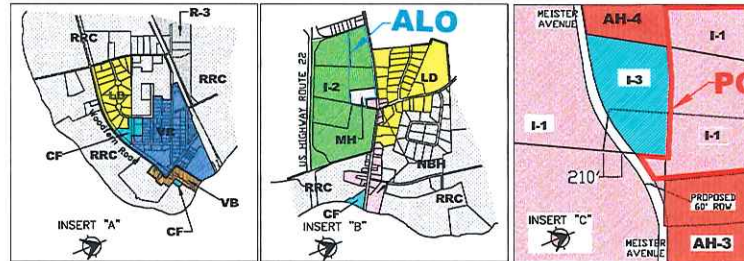 R-3
RRC
RRC
LD
VR
Woodfern Road
CF
RRC
VB
CF
INSERT "A"
ALO
US HIGHWAY ROUTE 22
I-2
LD
MH
NBH
RRC
RRC
CF
INSERT "B"
MEISTER
AVENUE
AH-4
I-1
I-3
PO
I-1
I-1
210'
PROPOSED
60' ROW
INSERT "C"
MEISTER
AVENUE
AH-3